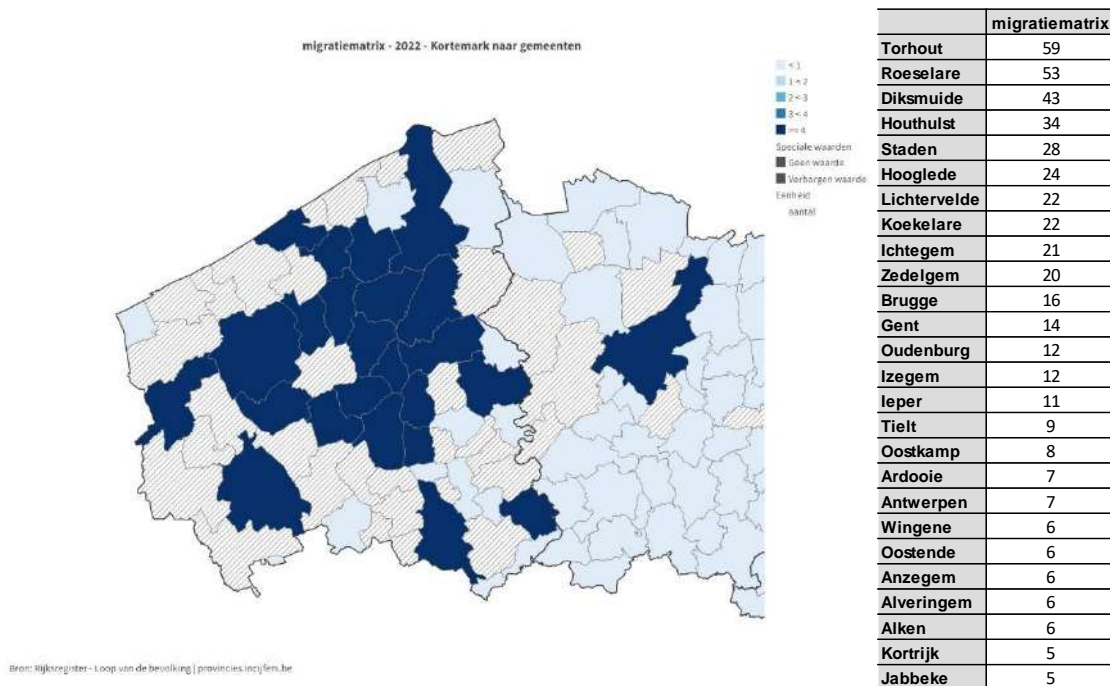 migratiematrix - 2022 - Kortemark naar gemeenten
< 1
1 < 2
2 < 3
3 < 4
>= 4
Speciale waarden
Geen waarde
Verborgen waarde
Eenheid
aantal
Bron: Rijksregister - Loop van de bevolking | provincies.incijfers.be
migratiematrix
Torhout 59
Roeselare 53
Diksmuide 43
Houthulst 34
Staden 28
Hooglede 24
Lichtervelde 22
Koekelare 22
Ichtegem 21
Zedelgem 20
Brugge 16
Gent 14
Oudenburg 12
Izegem 12
Ieper 11
Tielt 9
Oostkamp 8
Ardooie 7
Antwerpen 7
Wingene 6
Oostende 6
Anzegem 6
Alveringem 6
Alken 6
Kortrijk 5
Jabbeke 5